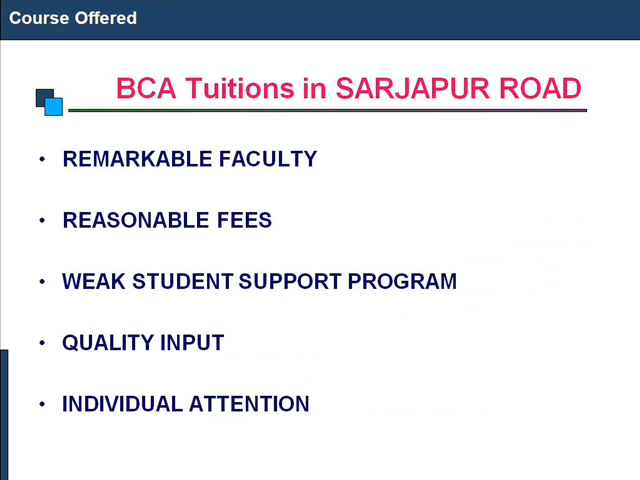 Course Offered
BCA Tuitions in SARJAPUR ROAD
• REMARKABLE FACULTY
• REASONABLE FEES
• WEAK STUDENT SUPPORT PROGRAM
• QUALITY INPUT
• INDIVIDUAL ATTENTION